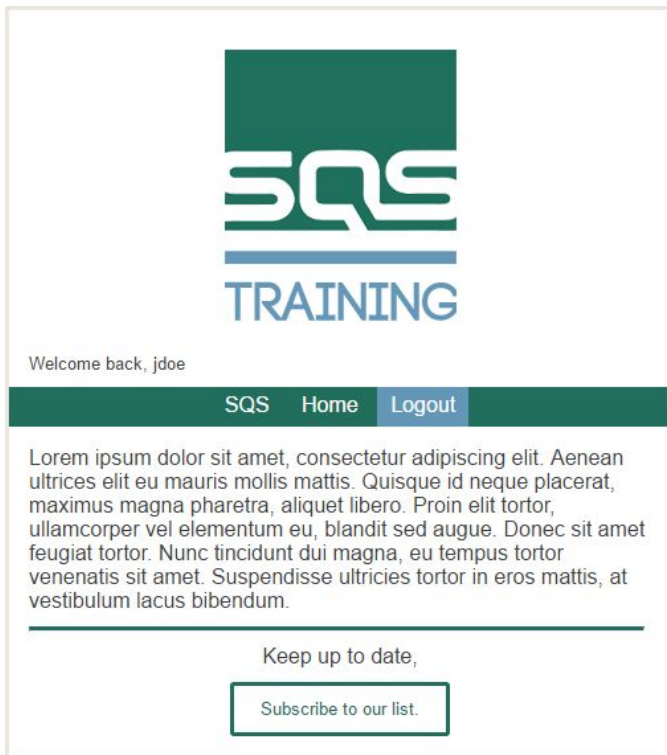 SQS
TRAINING
Welcome back, jdoe
SQS Home Logout
Lorem ipsum dolor sit amet, consectetur adipiscing elit. Aenean
ultrices elit eu mauris mollis mattis. Quisque id neque placerat,
maximus magna pharetra, aliquet libero. Proin elit tortor,
ullamcorper vel elementum eu, blandit sed augue. Donec sit amet
feugiat tortor. Nunc tincidunt dui magna, eu tempus tortor
venenatis sit amet. Suspendisse ultricies tortor in eros mattis, at
vestibulum lacus bibendum.
Keep up to date,
Subscribe to our list.